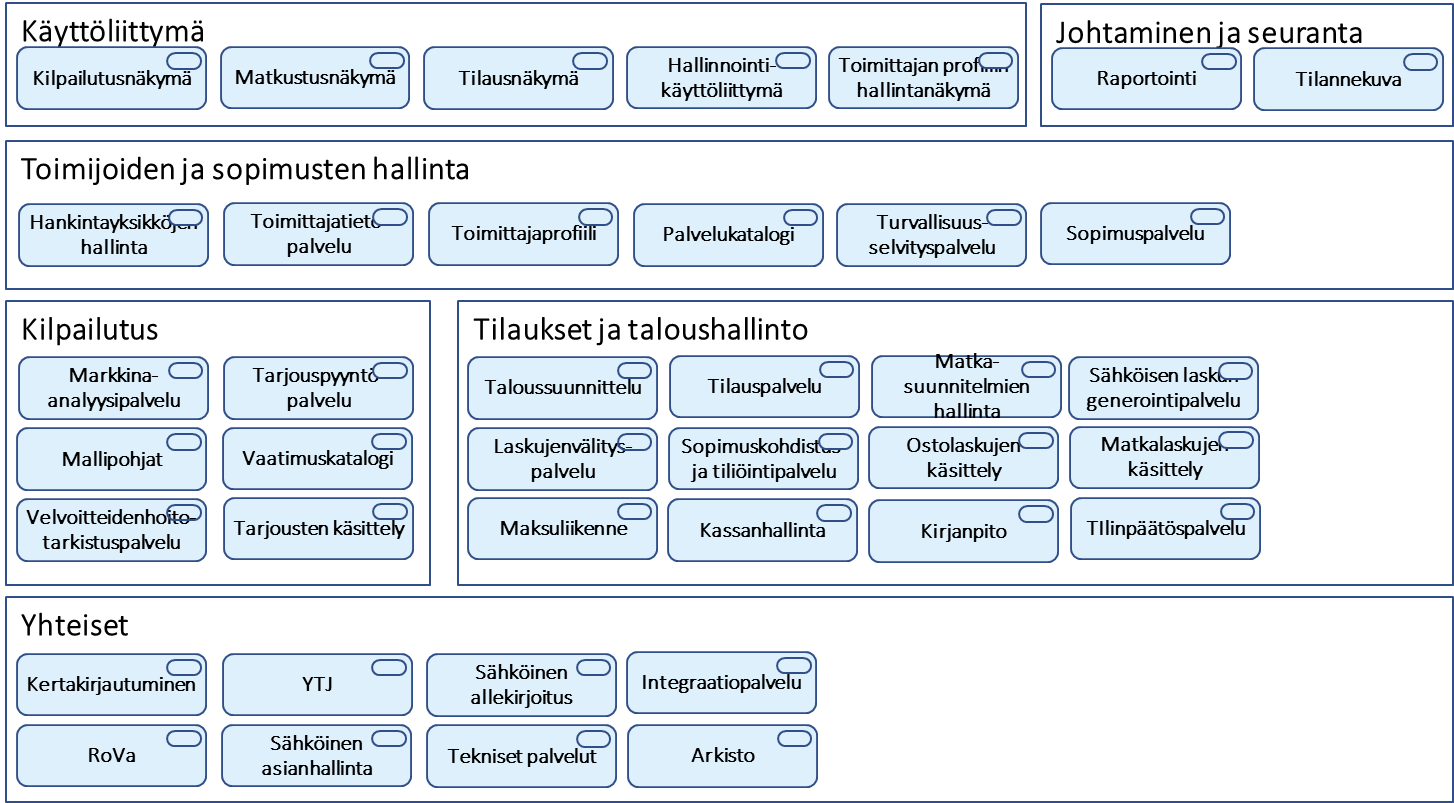 Käyttöliittymä
Kilpailutusnäkymä
Matkustusnäkymä
Tilausnäkymä
Hallinnointi-
käyttöliittymä
Toimittajan profiilin
hallintanäkymä
Johtaminen ja seuranta
Raportointi
Tilannekuva
Toimijoiden ja sopimusten hallinta
Hankintayksikköjen
hallinta
Toimittajatieto
palvelu
Toimittajaprofiili
Palvelukatalogi
Turvallisuus-
selvityspalvelu
Sopimuspalvelu
Kilpailutus
Markkina-
analyysipalvelu
Tarjouspyyntö
palvelu
Mallipohjat
Vaatimuskatalogi
Velvoitteidenhoito-
tarkistuspalvelu
Tarjousten käsittely
Tilaukset ja taloushallinto
Taloussuunnittelu
Tilauspalvelu
Matka-
suunnitelmien
hallinta
Sähköisen laskun
generointipalvelu
Laskujenvälitys-
palvelu
Sopimuskohdistus
ja tiliöintipalvelu
Ostolaskujen
käsittely
Matkalaskujen
käsittely
Maksuliikenne
Kassanhallinta
Kirjanpito
TIlinpäätöspalvelu
Yhteiset
Kertakirjautuminen
YTJ
Sähköinen
allekirjoitus
Integraatiopalvelu
RoVa
Sähköinen
asianhallinta
Tekniset palvelut
Arkisto